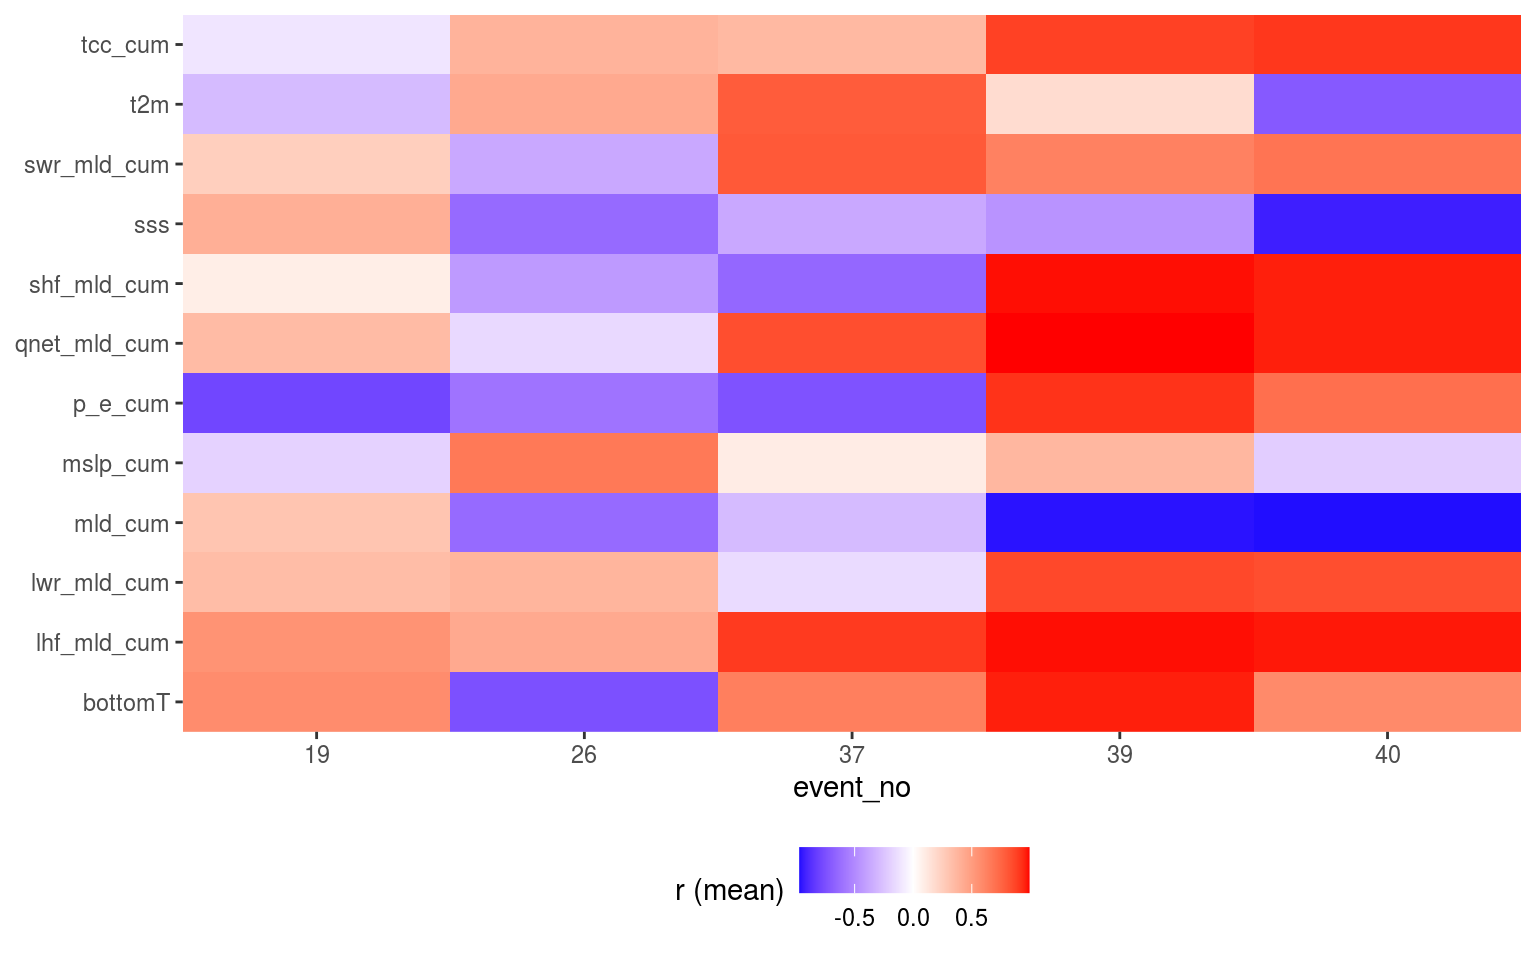 tcc_cum
t2m
swr_mld_cum
sss
shf_mld_cum
qnet_mld_cum
p_e_cum
mslp_cum
mld_cum
lwr_mld_cum
lhf_mld_cum
bottomT
19 26 37 39 40
event_no
r (mean)
-0.5 0.0 0.5